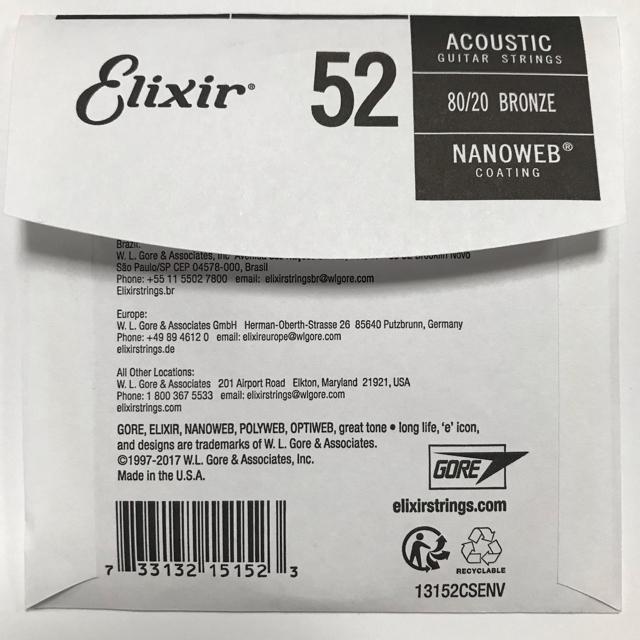 Elixir®
52
ACOUSTIC
GUITAR STRINGS
80/20 BRONZE
NANOWEB®
COATING
Brazil:
W. L. Gore & Associates, Inc
São Paulo/SP CEP 04578-000, Brasil
Phone: +55 11 5502 7800 email: elixirstringsbr@wlgore.com
Elixirstrings.br
Europe:
W. L. Gore & Associates GmbH Herman-Oberth-Strasse 26 85640 Putzbrunn, Germany
Phone: +49 89 4612 0 email: elixireurope@wlgore.com
elixirstrings.de
All Other Locations:
W. L. Gore & Associates 201 Airport Road Elkton, Maryland 21921, USA
Phone: 1 800 367 5533 email: elixirstrings@wlgore.com
elixirstrings.com
GORE, ELIXIR, NANOWEB, POLYWEB, OPTIWEB, great tone • long life, 'e' icon,
and designs are trademarks of W. L. Gore & Associates.
©1997-2017 W.L. Gore & Associates, Inc.
Made in the U.S.A.
GORE
elixirstrings.com
RECYCLABLE
7 33132 15152 3
13152CSENV